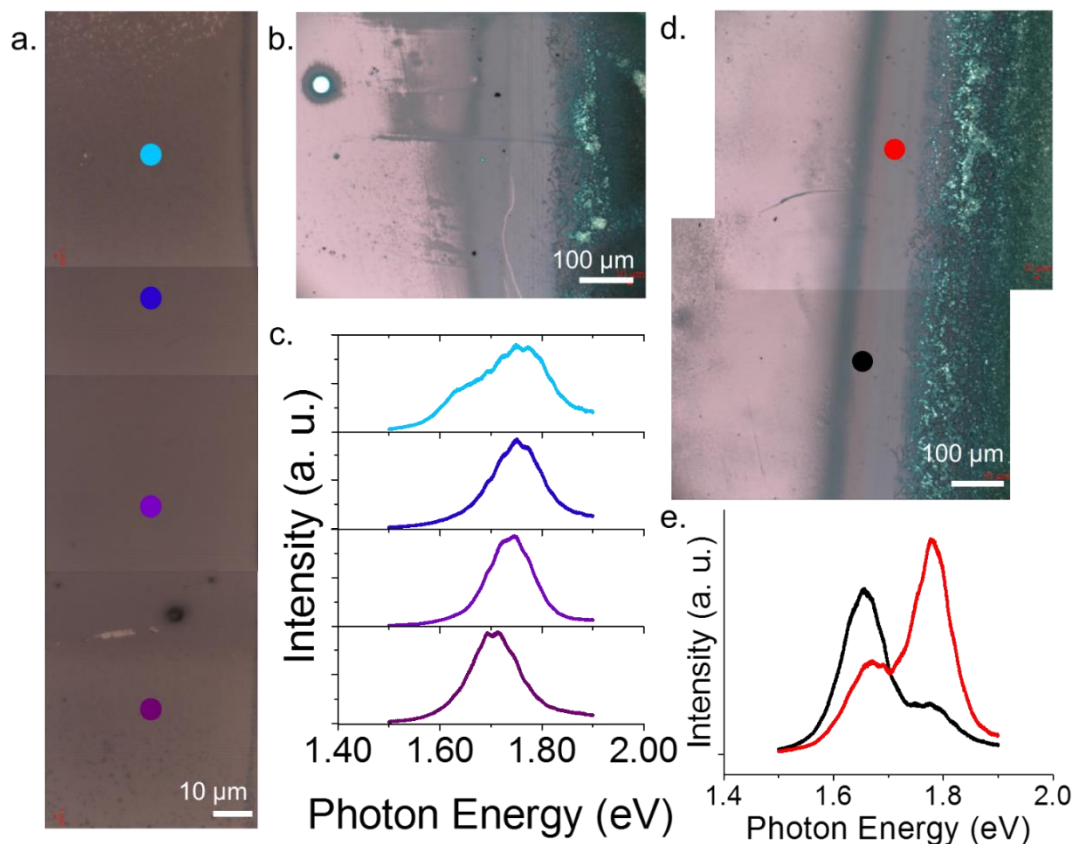 a.
b.
100 µm
c.
Intensity (a. u.)
1.40
1.60
1.80
2.00
Photon Energy (eV)
10 µm
d.
100 µm
e.
Intensity (a. u.)
1.4
1.6
1.8
2.0
Photon Energy (eV)